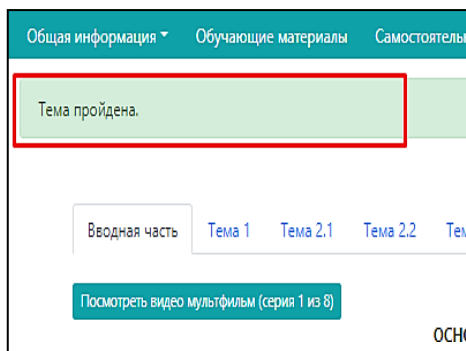 Общая информация Обучающие материалы
Тема пройдена.
Вводная часть Тема 1 Тема 2.1 Тема 2.2
Посмотреть видео мультфильм (серия 1 из 8)